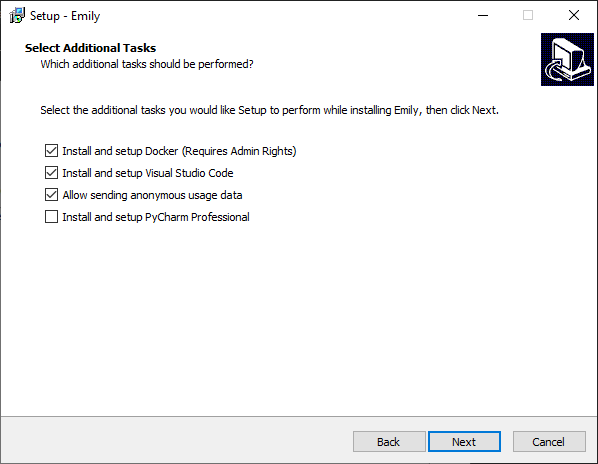 Setup - Emily
Select Additional Tasks
Which additional tasks should be performed?
Select the additional tasks you would like Setup to perform while installing Emily, then click Next.
Install and setup Docker (Requires Admin Rights)
Install and setup Visual Studio Code
Allow sending anonymous usage data
Install and setup PyCharm Professional
Back
Next
Cancel